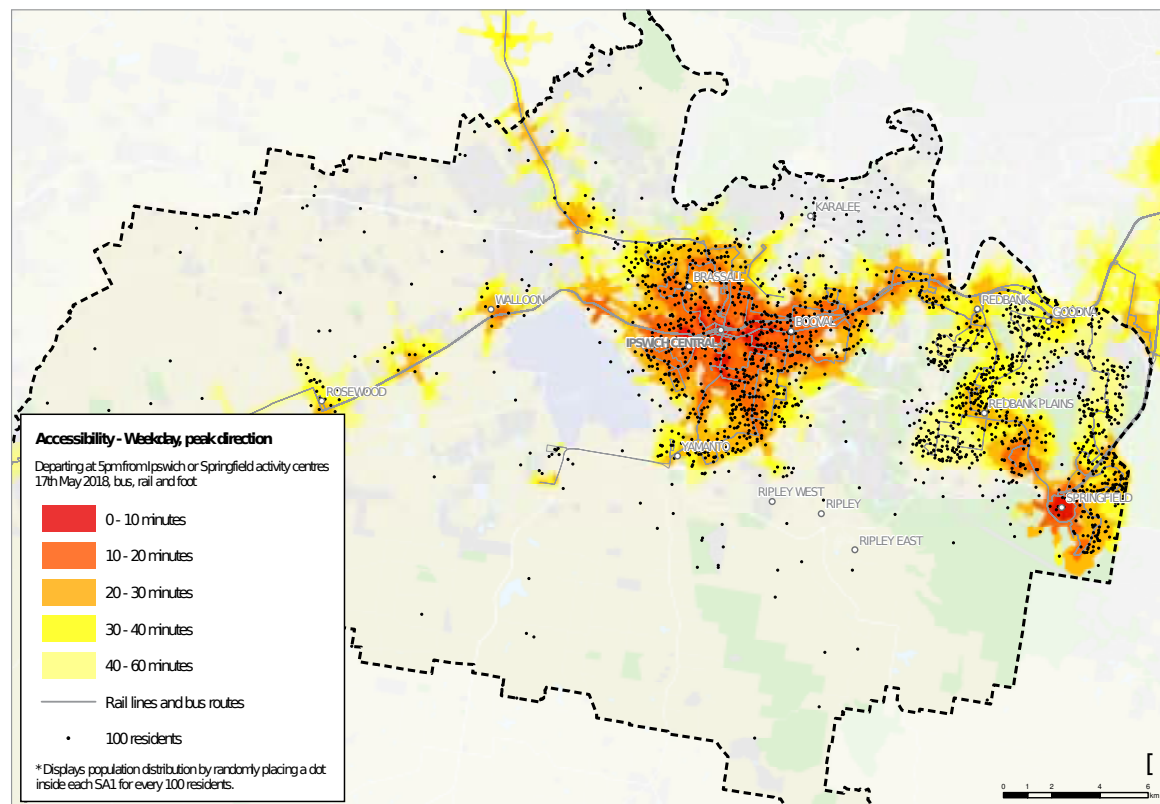 KARALEE
BRASSALL
WALLOON
REDBANK
GOODNA
BOOVAL
IPSWICH CENTRAL
ROSEWOOD
REDBANK PLAINS
YAMANTO
RIPLEY WEST
SPRINGFIELD
RIPLEY
RIPLEY EAST
Accessibility - Weekday, peak direction
Departing at 5pm from Ipswich or Springfield activity centres
17th May 2018, bus, rail and foot
0 - 10 minutes
10 - 20 minutes
20 - 30 minutes
30 - 40 minutes
40 - 60 minutes
Rail lines and bus routes
100 residents
* Displays population distribution by randomly placing a dot
inside each SA1 for every 100 residents.
[
0 1 2 4 6
km